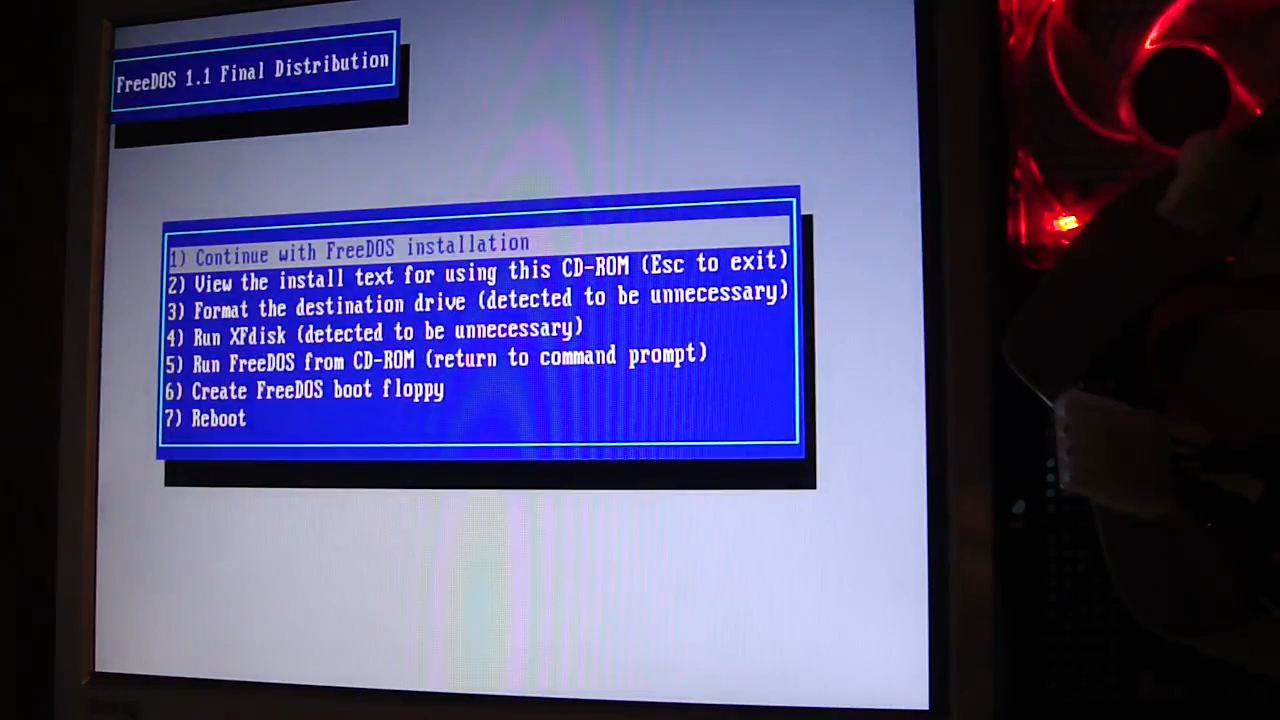 FreeDOS 1.1 Final Distribution
1) Continue with FreeDOS installation
2) View the install text for using this CD-ROM (Esc to exit)
3) Format the destination drive (detected to be unnecessary)
4) Run XFdisk (detected to be unnecessary)
5) Run FreeDOS from CD-ROM (return to command prompt)
6) Create FreeDOS boot floppy
7) Reboot